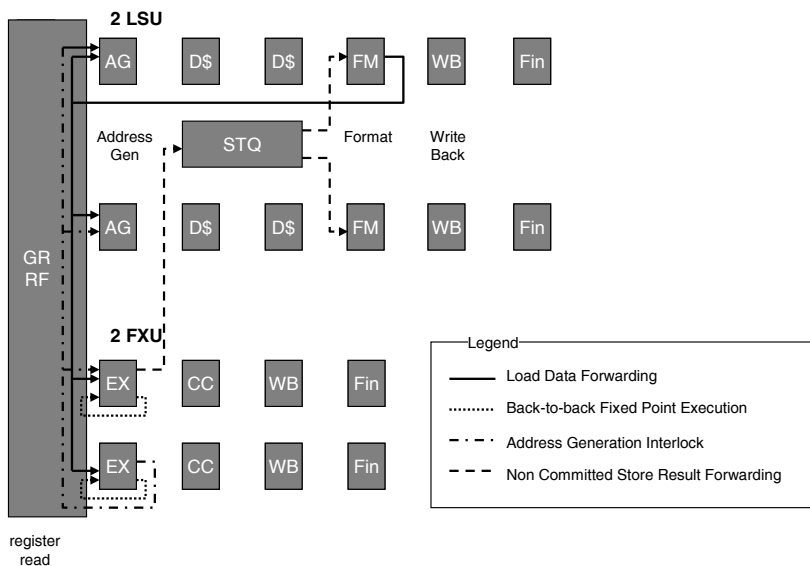 2 LSU
AG
D$
D$
FM
WB
Fin
Address
Gen
STQ
Format
Write
Back
AG
D$
D$
FM
WB
Fin
GR
RF
2 FXU
EX
CC
WB
Fin
EX
CC
WB
Fin
register
read
Legend
Load Data Forwarding
Back-to-back Fixed Point Execution
Address Generation Interlock
Non Committed Store Result Forwarding